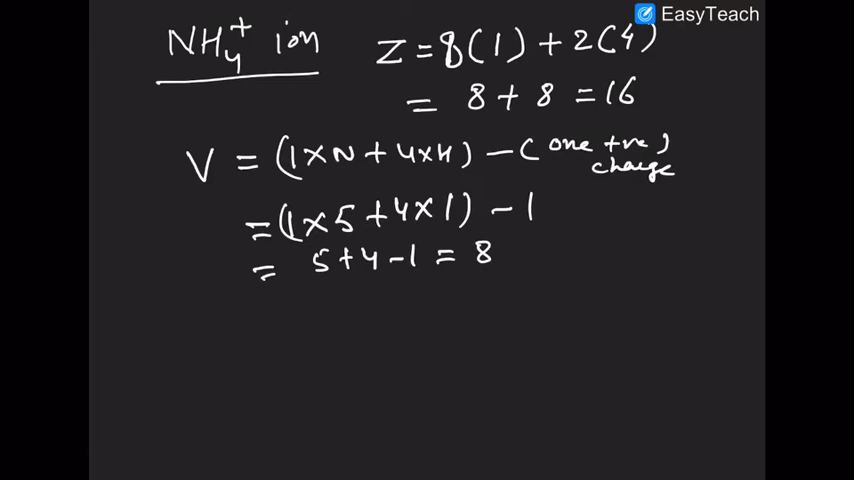 EasyTeach
NH₄⁺ ion
Z = 8(1) + 2(4)
= 8 + 8 = 16
V = (1×N + 4×H) – (one +ve charge)
= (1×5 + 4×1) – 1
= 5 + 4 – 1 = 8